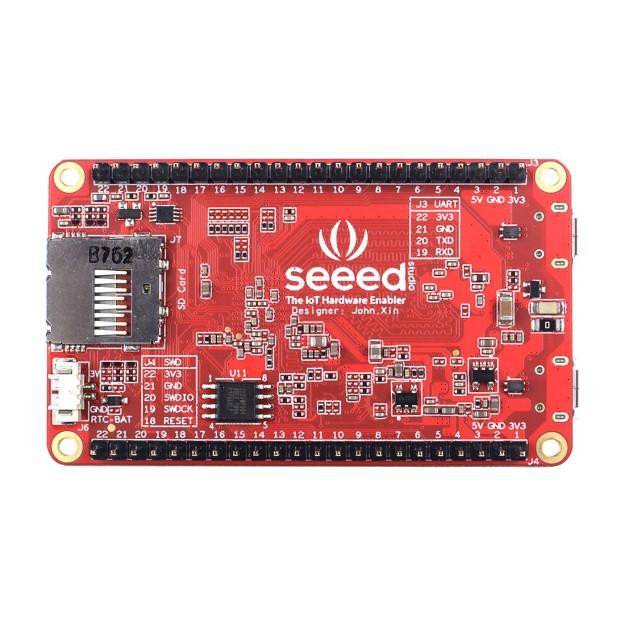 J3
22 21 20 19 18 17 16 15 14 13 12 11 10 9 8 7 6 5 4 3 2 1
5V GND 3V3
J3 UART
22 3V3
21 GND
20 TXD
19 RXD
B762
J7
SD Card
seeed
studio
The IoT Hardware Enabler
Designer: John.Xin
J4 SWD
22 3V3
21 GND
20 SWDIO
19 SWDCK
18 RESET
3V
GND
RTC-BAT
J6
U11
8
4 5
0
5V GND 3V3
22 21 20 19 18 17 16 15 14 13 12 11 10 9 8 7 6 5 4 3 2 1
J4